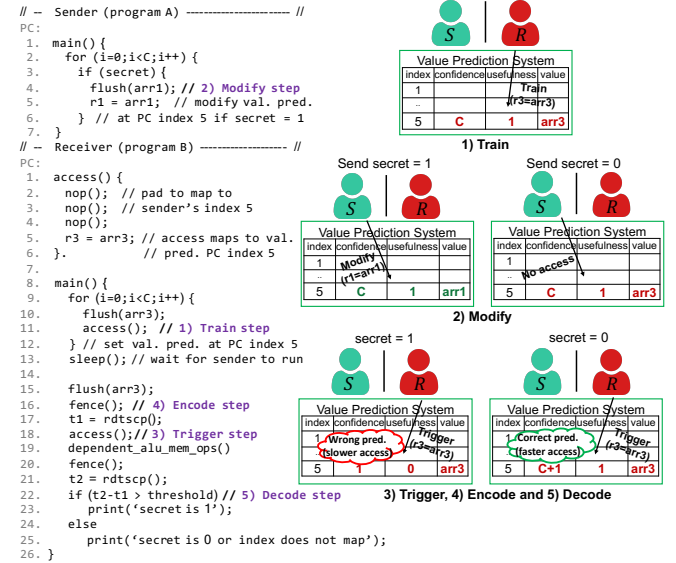 // -- Sender (program A) ----------------------- //
PC:
1. main() {
2. for (i=0;i<C;i++) {
3. if (secret) {
4. flush(arr1); // 2) Modify step
5. r1 = arr1; // modify val. pred.
6. } // at PC index 5 if secret = 1
7. }
// -- Receiver (program B) ------------------- //
PC:
1. access() {
2. nop(); // pad to map to
3. nop(); // sender's index 5
4. nop();
5. r3 = arr3; // access maps to val.
6. }. // pred. PC index 5
7.
8. main() {
9. for (i=0;i<C;i++) {
10. flush(arr3);
11. access(); // 1) Train step
12. } // set val. pred. at PC index 5
13. sleep(); // wait for sender to run
14.
15. flush(arr3);
16. fence(); // 4) Encode step
17. t1 = rdtscp();
18. access(); // 3) Trigger step
19. dependent_alu_mem_ops()
20. fence();
21. t2 = rdtscp();
22. if (t2-t1 > threshold) // 5) Decode step
23. print('secret is 1');
24. else
25. print('secret is 0 or index does not map');
26. }
S R
Value Prediction System
index confidence usefulness value
1
..
Train
(r3=arr3)
5 C 1 arr3
1) Train
Send secret = 1
S R
Value Prediction System
index confidence usefulness value
1
..
Modify
(r1=arr1)
5 C 1 arr1
Send secret = 0
S R
Value Prediction System
index confidence usefulness value
1
..
No access
5 C 1 arr3
2) Modify
secret = 1
S R
Value Prediction System
index confidence usefulness value
1
Wrong pred.
(slower access)
Trigger
(r3=arr3)
5 1 0 arr3
secret = 0
S R
Value Prediction System
index confidence usefulness value
1
Correct pred.
(faster access)
Trigger
(r3=arr3)
5 C+1 1 arr3
3) Trigger, 4) Encode and 5) Decode